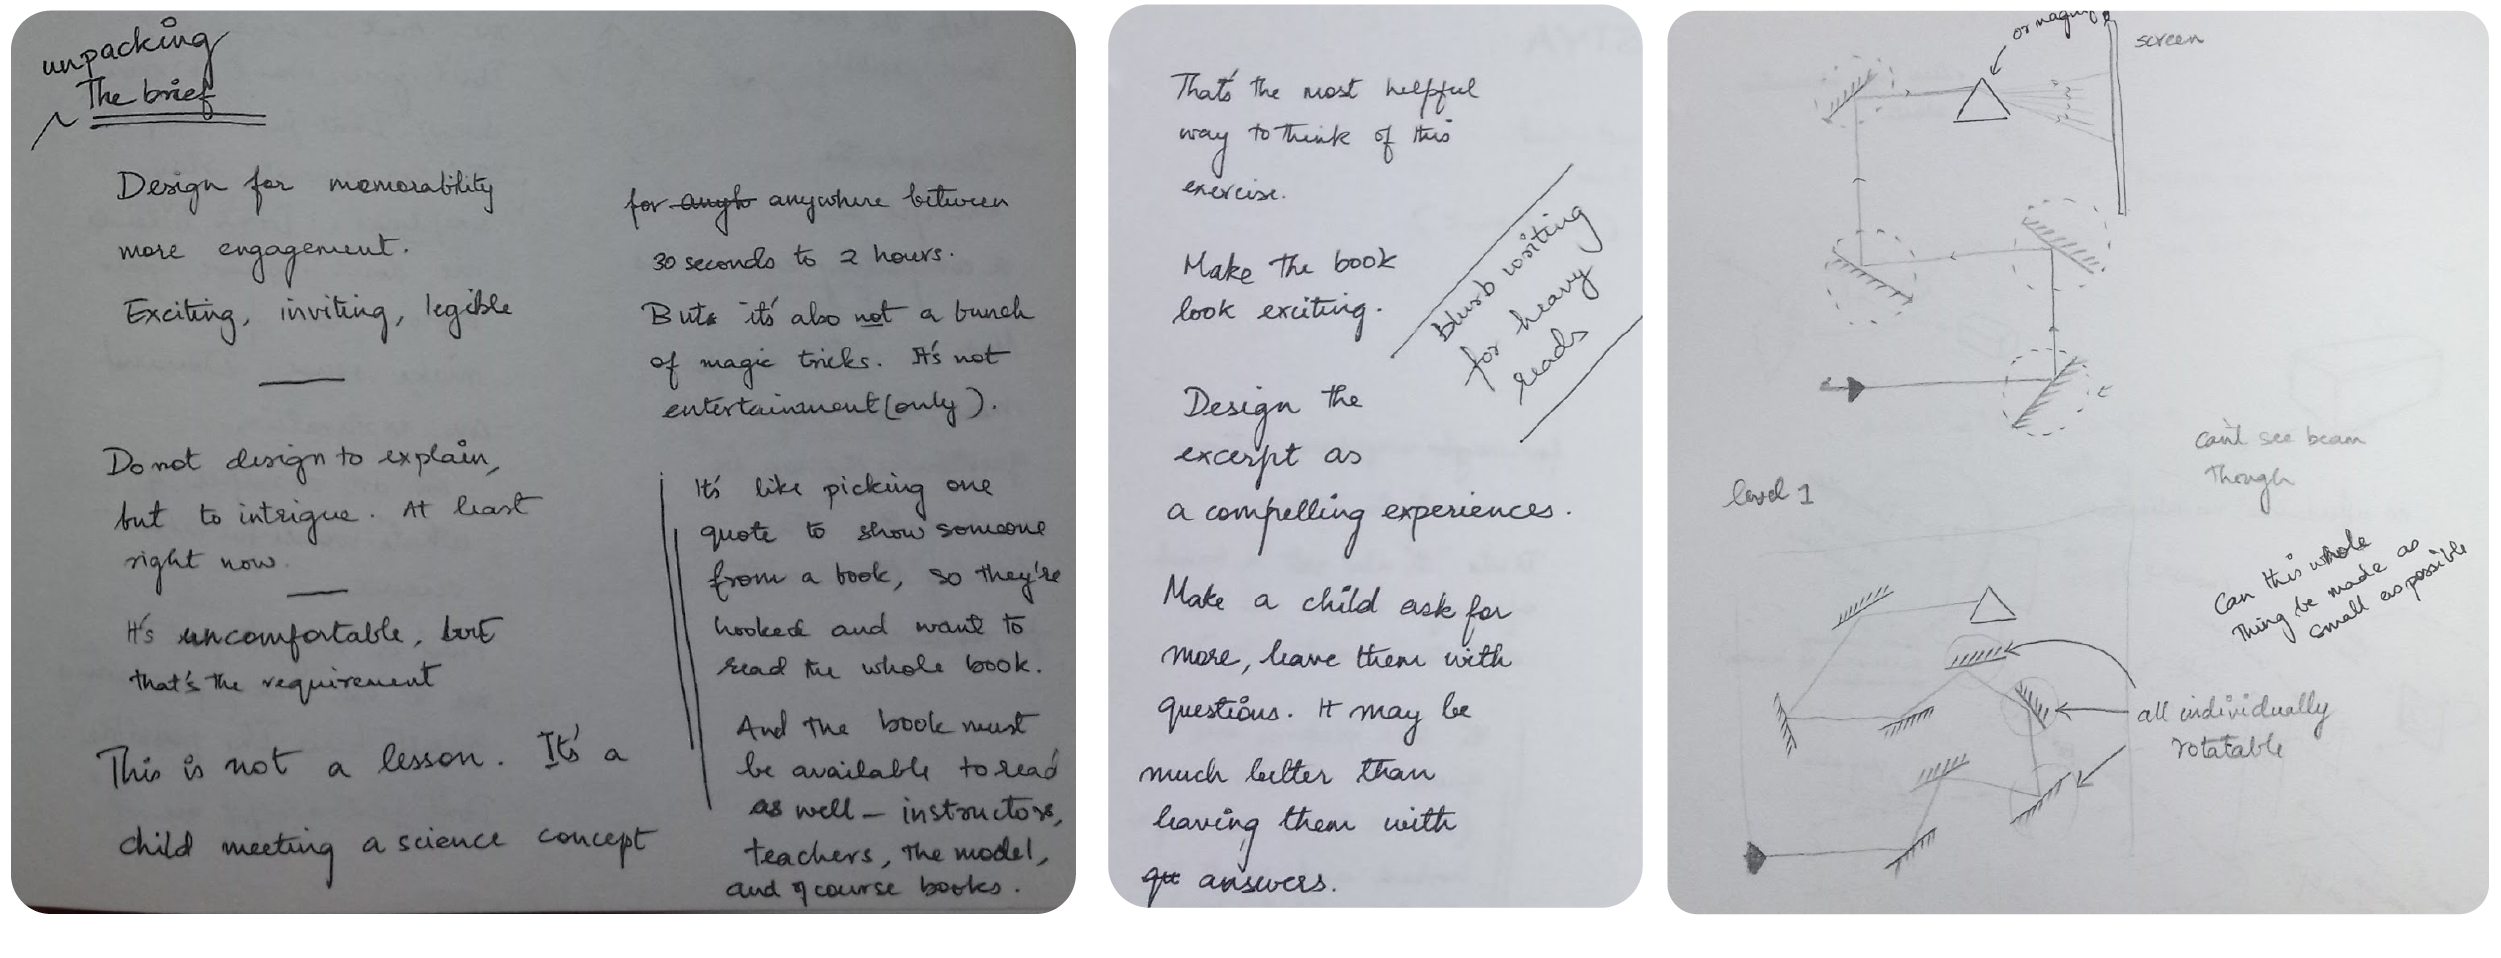 unpacking
The brief
Design for memorability
more engagement.
Exciting, inviting, legible
Do not design to explain,
but to intrigue. At least
right now.
It's uncomfortable, but
that's the requirement
This is not a lesson. It's a
child meeting a science concept
for anywhere between
30 seconds to 2 hours.
But it's also not a bunch
of magic tricks. It's not
entertainment (only).
It's like picking one
quote to show someone
from a book, so they're
hooked and want to
read the whole book.
And the book must
be available to read
as well – instructors,
teachers, the model,
and of course books.
That's the most helpful
way to think of this
exercise.
Make the book
look exciting.
Blurb writing
for heavy
reads
Design the
excerpt as
a compelling experiences.
Make a child ask for
more, leave them with
questions. It may be
much better than
leaving them with
answers.
or
screen
can't see beam
though
level 1
Can this whole
thing be made as
small as possible
all individually
rotatable